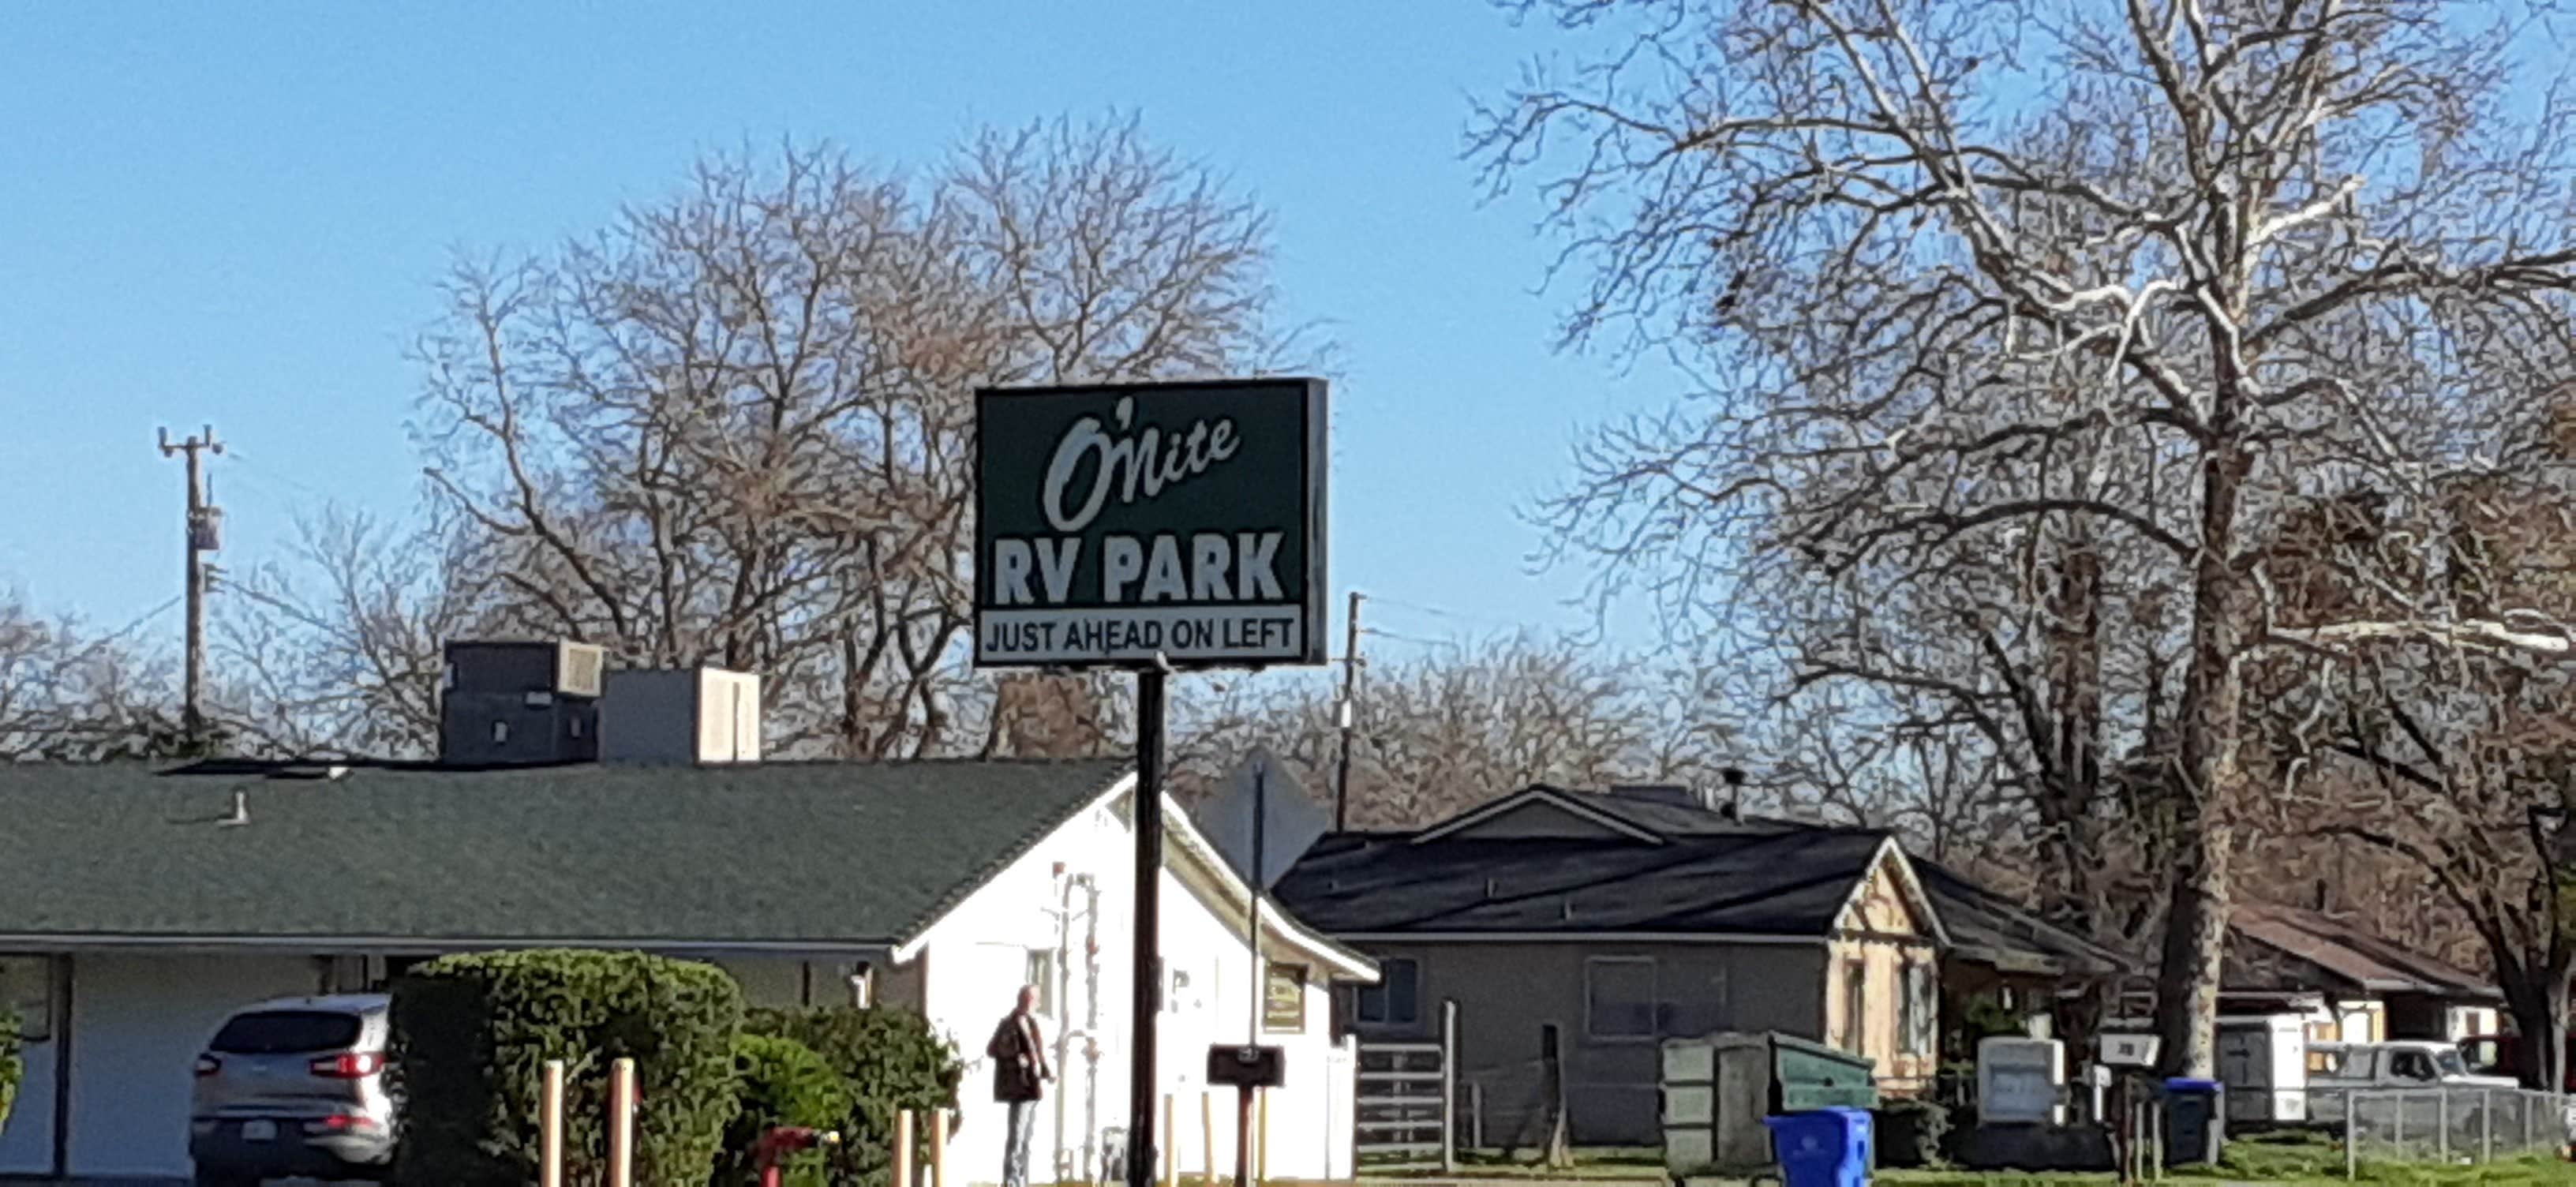 O'Nite
RV PARK
JUST AHEAD ON LEFT